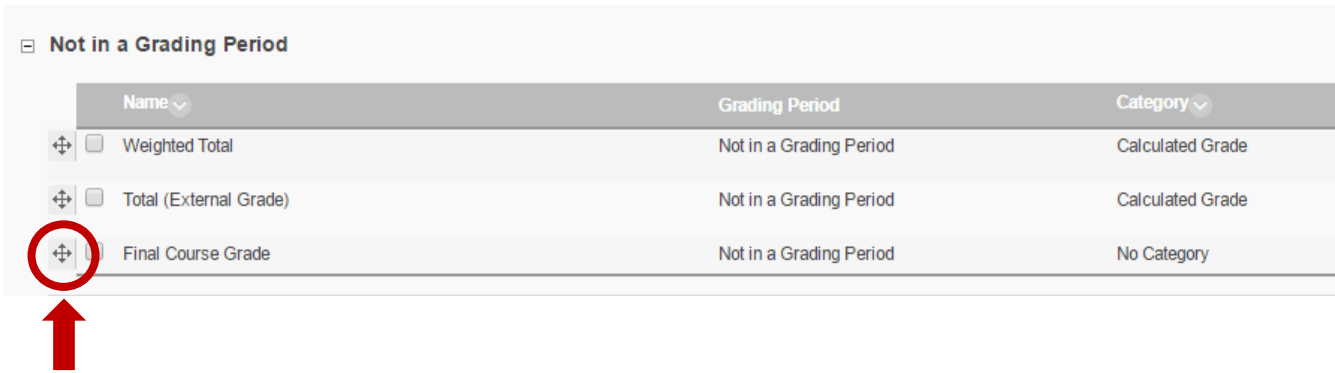 Not in a Grading Period
Name Grading Period Category
Weighted Total Not in a Grading Period Calculated Grade
Total (External Grade) Not in a Grading Period Calculated Grade
Final Course Grade Not in a Grading Period No Category